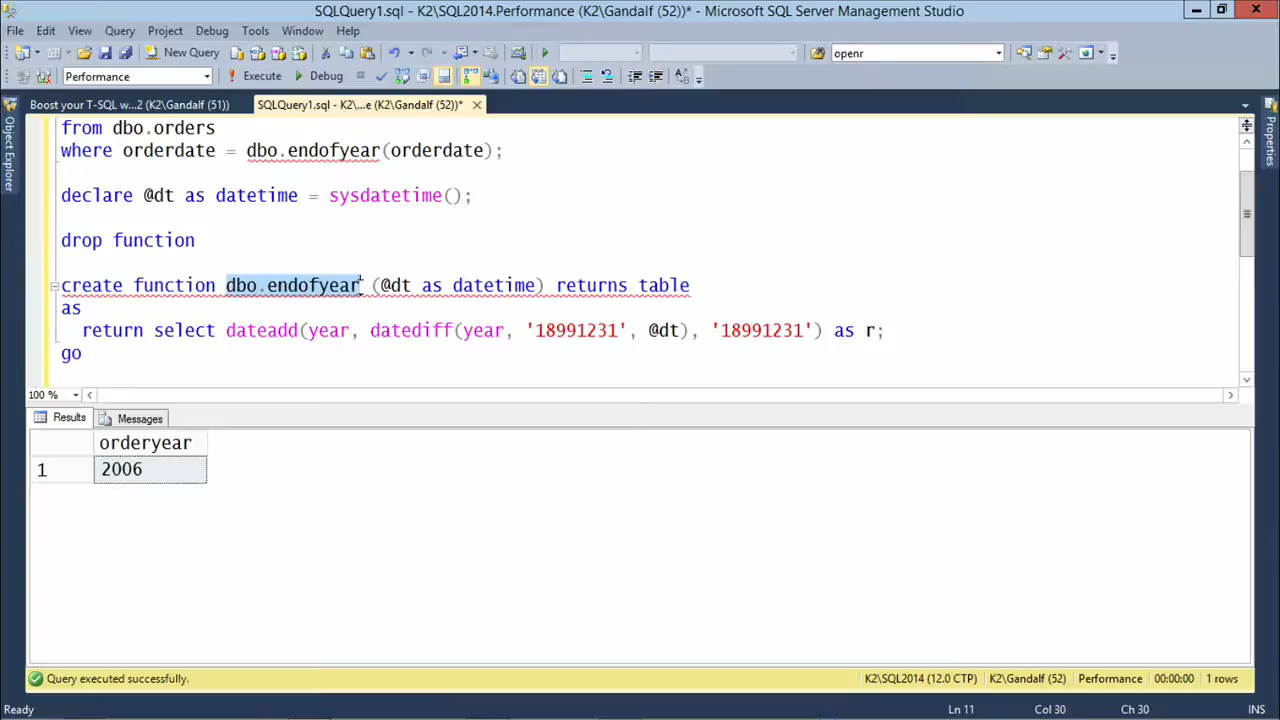 SQLQuery1.sql - K2\SQL2014.Performance (K2\Gandalf (52))* - Microsoft SQL Server Management Studio
File Edit View Query Project Debug Tools Window Help
New Query openr
Performance Execute Debug
Boost your T-SQL w...2 (K2\Gandalf (51)) SQLQuery1.sql - K2\...e (K2\Gandalf (52))*
Object Explorer
Properties
from dbo.orders
where orderdate = dbo.endofyear(orderdate);
declare @dt as datetime = sysdatetime();
drop function
create function dbo.endofyear (@dt as datetime) returns table
as
return select dateadd(year, datediff(year, '18991231', @dt), '18991231') as r;
go
100 %
Results Messages
orderyear
1 2006
Query executed successfully. K2\SQL2014 (12.0 CTP) K2\Gandalf (52) Performance 00:00:00 1 rows
Ready Ln 11 Col 30 Ch 30 INS